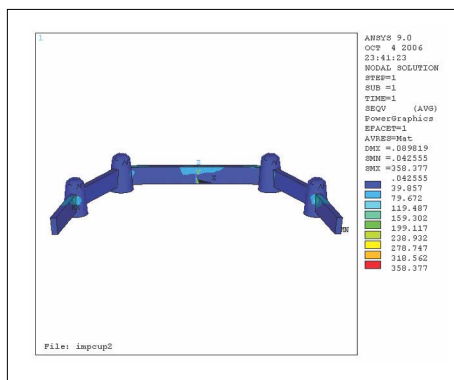 1
ANSYS 9.0
OCT 4 2006
23:41:23
NODAL SOLUTION
STEP=1
SUB =1
TIME=1
SEQV (AVG)
PowerGraphics
EFACET=1
AVRES=Mat
DMX =.089819
SMN =.042555
SMX =358.377
.042555
39.857
79.672
119.487
159.302
199.117
238.932
278.747
318.562
358.377
MN
File: impcup2